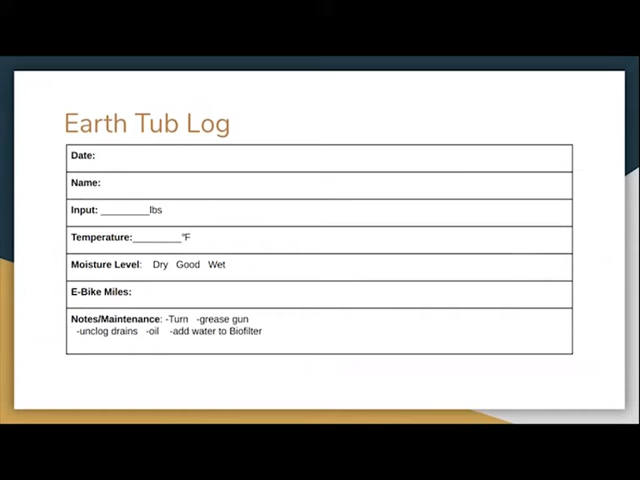 Earth Tub Log
Date:
Name:
Input: _________lbs
Temperature:_________°F
Moisture Level: Dry Good Wet
E-Bike Miles:
Notes/Maintenance: -Turn -grease gun
-unclog drains -oil -add water to Biofilter